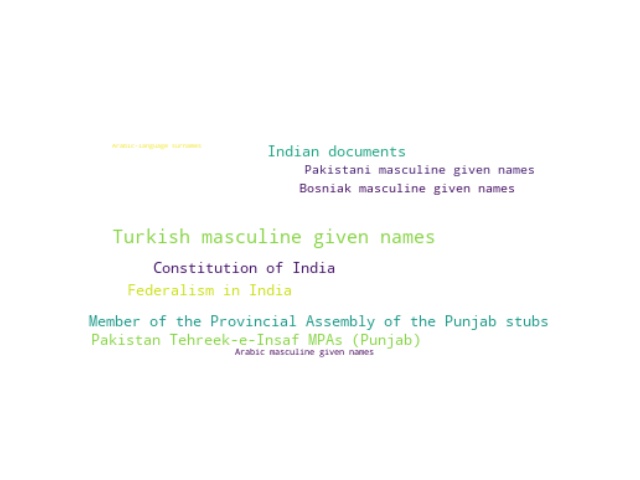 Arabic-language surnames
Indian documents
Pakistani masculine given names
Bosniak masculine given names
Turkish masculine given names
Constitution of India
Federalism in India
Member of the Provincial Assembly of the Punjab stubs
Pakistan Tehreek-e-Insaf MPAs (Punjab)
Arabic masculine given names